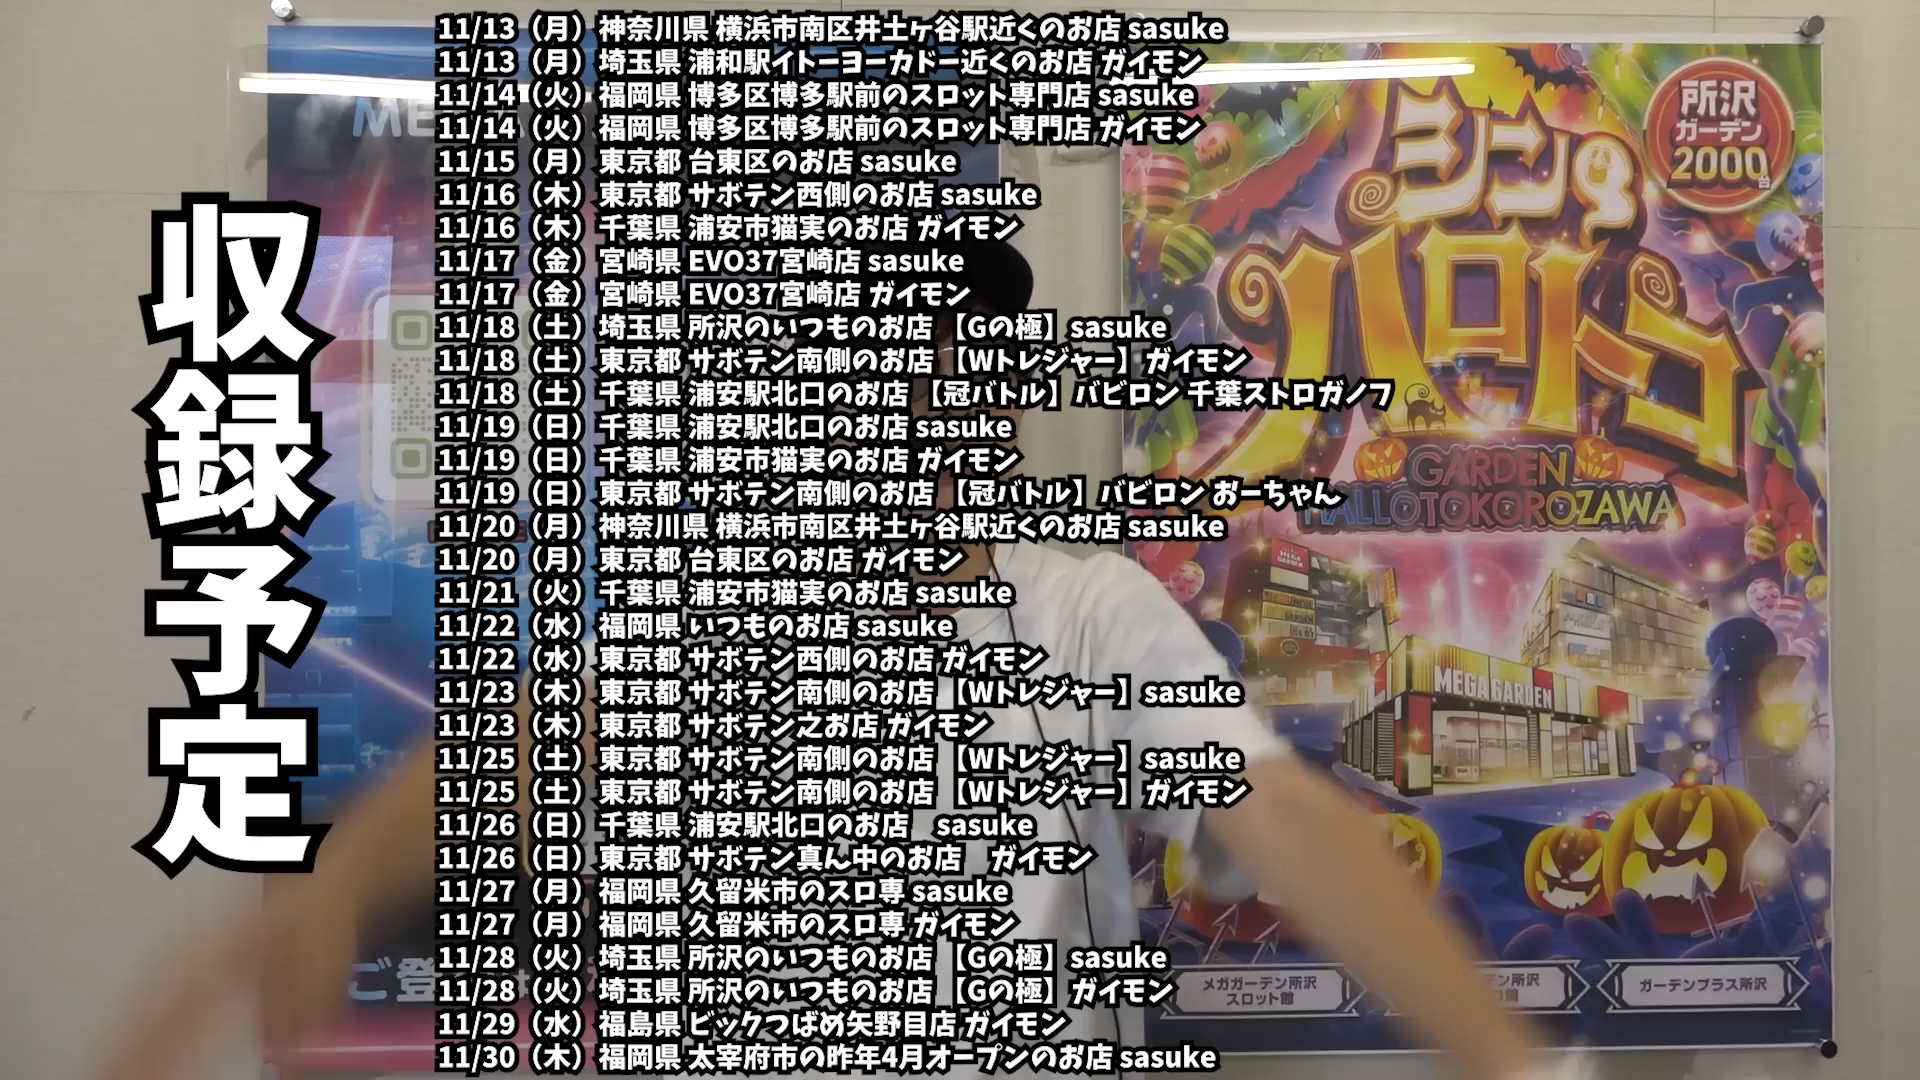 収録予定
11/13（月）神奈川県 横浜市南区井土ヶ谷駅近くのお店 sasuke
11/13（月）埼玉県 浦和駅イトーヨーカドー近くのお店 ガイモン
11/14（火）福岡県 博多区博多駅前のスロット専門店 sasuke
11/14（火）福岡県 博多区博多駅前のスロット専門店 ガイモン
11/15（月）東京都 台東区のお店 sasuke
11/16（木）東京都 サボテン西側のお店 sasuke
11/16（木）千葉県 浦安市猫実のお店 ガイモン
11/17（金）宮崎県 EVO37宮崎店 sasuke
11/17（金）宮崎県 EVO37宮崎店 ガイモン
11/18（土）埼玉県 所沢のいつものお店 【Gの極】sasuke
11/18（土）東京都 サボテン南側のお店 【Wトレジャー】ガイモン
11/18（土）千葉県 浦安駅北口のお店 【冠バトル】バビロン 千葉ストロガノフ
11/19（日）千葉県 浦安駅北口のお店 sasuke
11/19（日）千葉県 浦安市猫実のお店 ガイモン
11/19（日）東京都 サボテン南側のお店 【冠バトル】バビロン おーちゃん
11/20（月）神奈川県 横浜市南区井土ヶ谷駅近くのお店 sasuke
11/20（月）東京都 台東区のお店 ガイモン
11/21（火）千葉県 浦安市猫実のお店 sasuke
11/22（水）福岡県 いつものお店 sasuke
11/22（水）東京都 サボテン西側のお店 ガイモン
11/23（木）東京都 サボテン南側のお店 【Wトレジャー】sasuke
11/23（木）東京都 サボテン之お店 ガイモン
11/25（土）東京都 サボテン南側のお店 【Wトレジャー】sasuke
11/25（土）東京都 サボテン南側のお店 【Wトレジャー】ガイモン
11/26（日）千葉県 浦安駅北口のお店　sasuke
11/26（日）東京都 サボテン真ん中のお店　ガイモン
11/27（月）福岡県 久留米市のスロ専 sasuke
11/27（月）福岡県 久留米市のスロ専 ガイモン
11/28（火）埼玉県 所沢のいつものお店 【Gの極】sasuke
11/28（火）埼玉県 所沢のいつものお店 【Gの極】ガイモン
11/29（水）福島県 ビックつばめ矢野目店 ガイモン
11/30（木）福岡県 太宰府市の昨年4月オープンのお店 sasuke
ME
ご登
所沢
ガーデン
2000台
シン・
ハロトコ
GARDEN
HALLOTOKOROZAWA
MEGA
GARDEN
MEGA GARDEN
メガガーデン所沢
スロット館
デン所沢
館
ガーデンプラス所沢